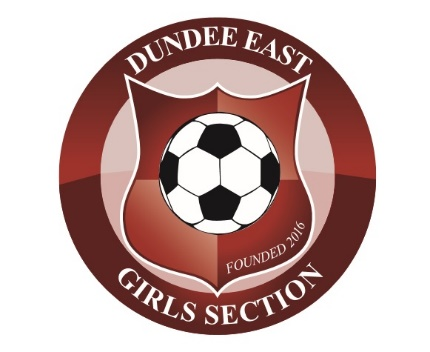 DUNDEE EAST
FOUNDED 2016
GIRLS SECTION